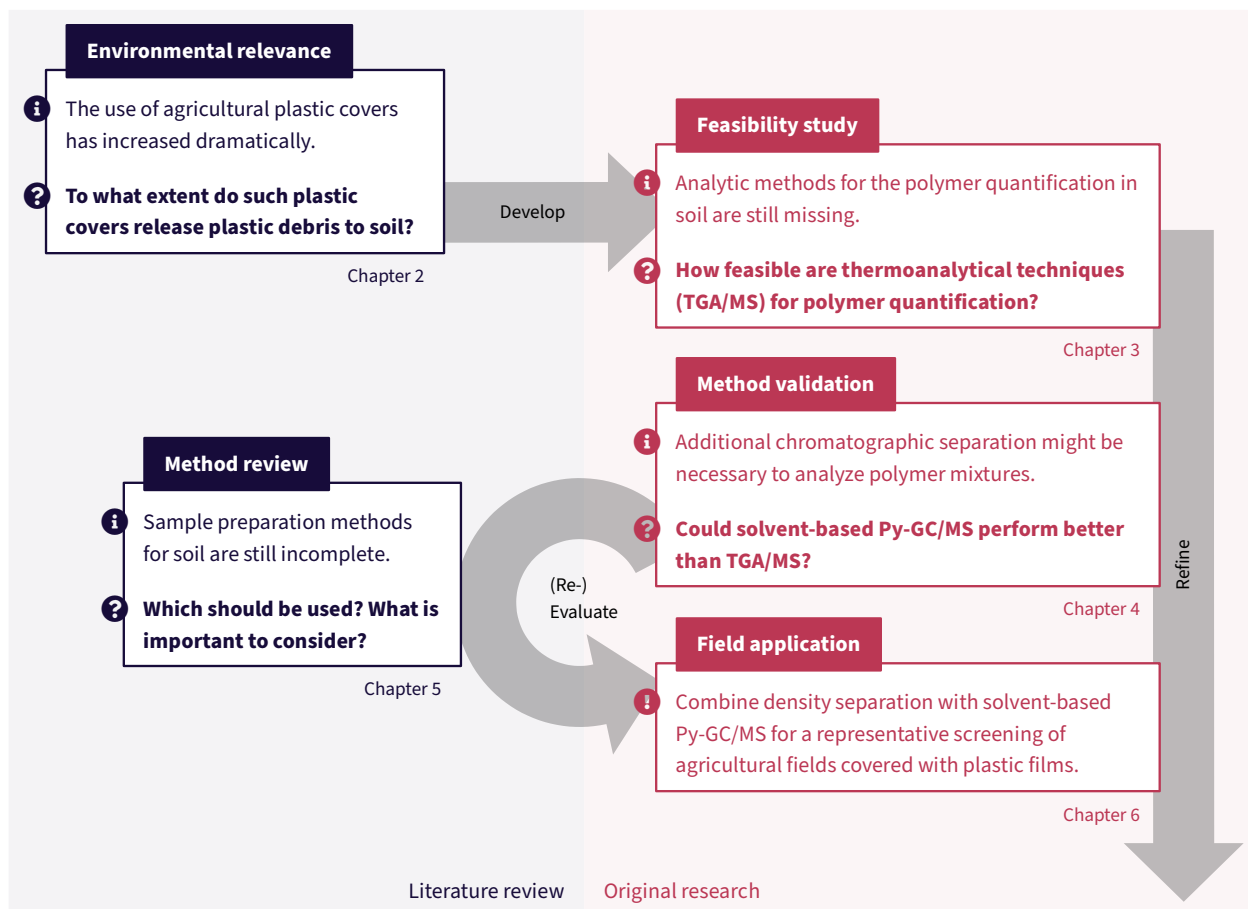 Environmental relevance
The use of agricultural plastic covers
has increased dramatically.
To what extent do such plastic
covers release plastic debris to soil?
Chapter 2
Develop
Feasibility study
Analytic methods for the polymer quantification in
soil are still missing.
How feasible are thermoanalytical techniques
(TGA/MS) for polymer quantification?
Chapter 3
Method validation
Additional chromatographic separation might be
necessary to analyze polymer mixtures.
Could solvent-based Py-GC/MS perform better
than TGA/MS?
Chapter 4
Method review
Sample preparation methods
for soil are still incomplete.
Which should be used? What is
important to consider?
Chapter 5
(Re-)
Evaluate
Field application
Combine density separation with solvent-based
Py-GC/MS for a representative screening of
agricultural fields covered with plastic films.
Chapter 6
Refine
Literature review
Original research